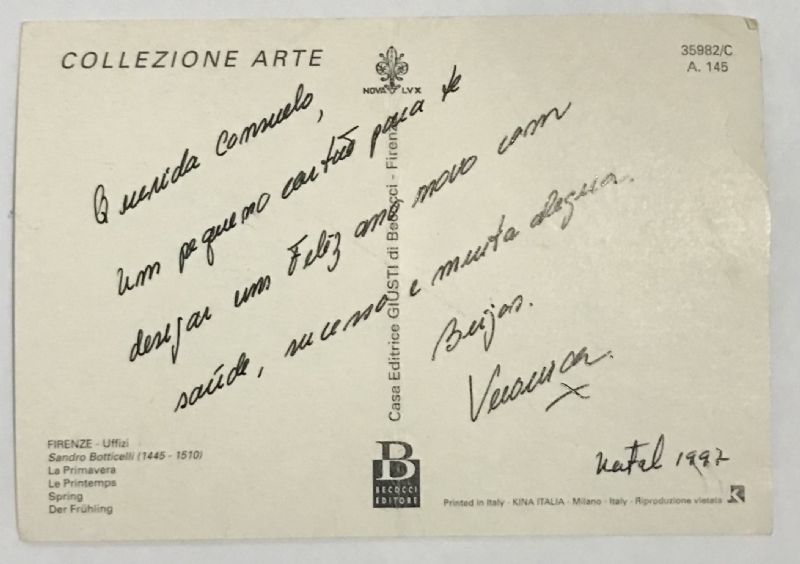 COLLEZIONE ARTE
NOVA LVX
35982/C
A. 145
Querida Consuelo,
um pequeno cartão para te
desejar um Feliz ano novo com
saúde, sucesso e muita alegria.
Beijos.
Veronica.
x
Natal 1997
Casa Editrice GIUSTI di Becocci - Firenze
FIRENZE - Uffizi
Sandro Botticelli (1445 - 1510)
La Primavera
Le Printemps
Spring
Der Frühling
B
BECOCCI
EDITORE
Printed in Italy - KINA ITALIA - Milano - Italy - Riproduzione vietata
K